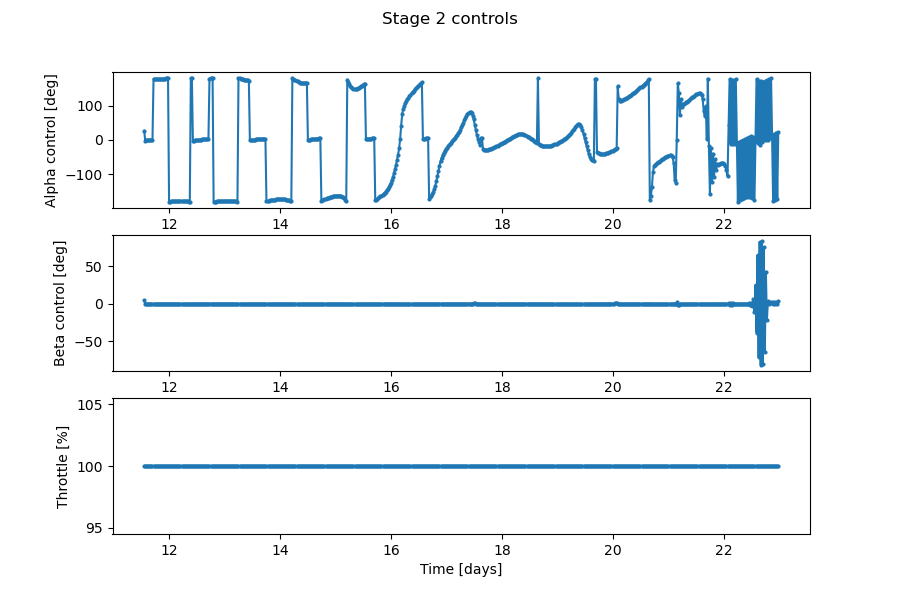 Stage 2 controls
Alpha control [deg]
100
0
−100
12 14 16 18 20 22
Beta control [deg]
50
0
−50
12 14 16 18 20 22
Throttle [%]
105
100
95
12 14 16 18 20 22
Time [days]